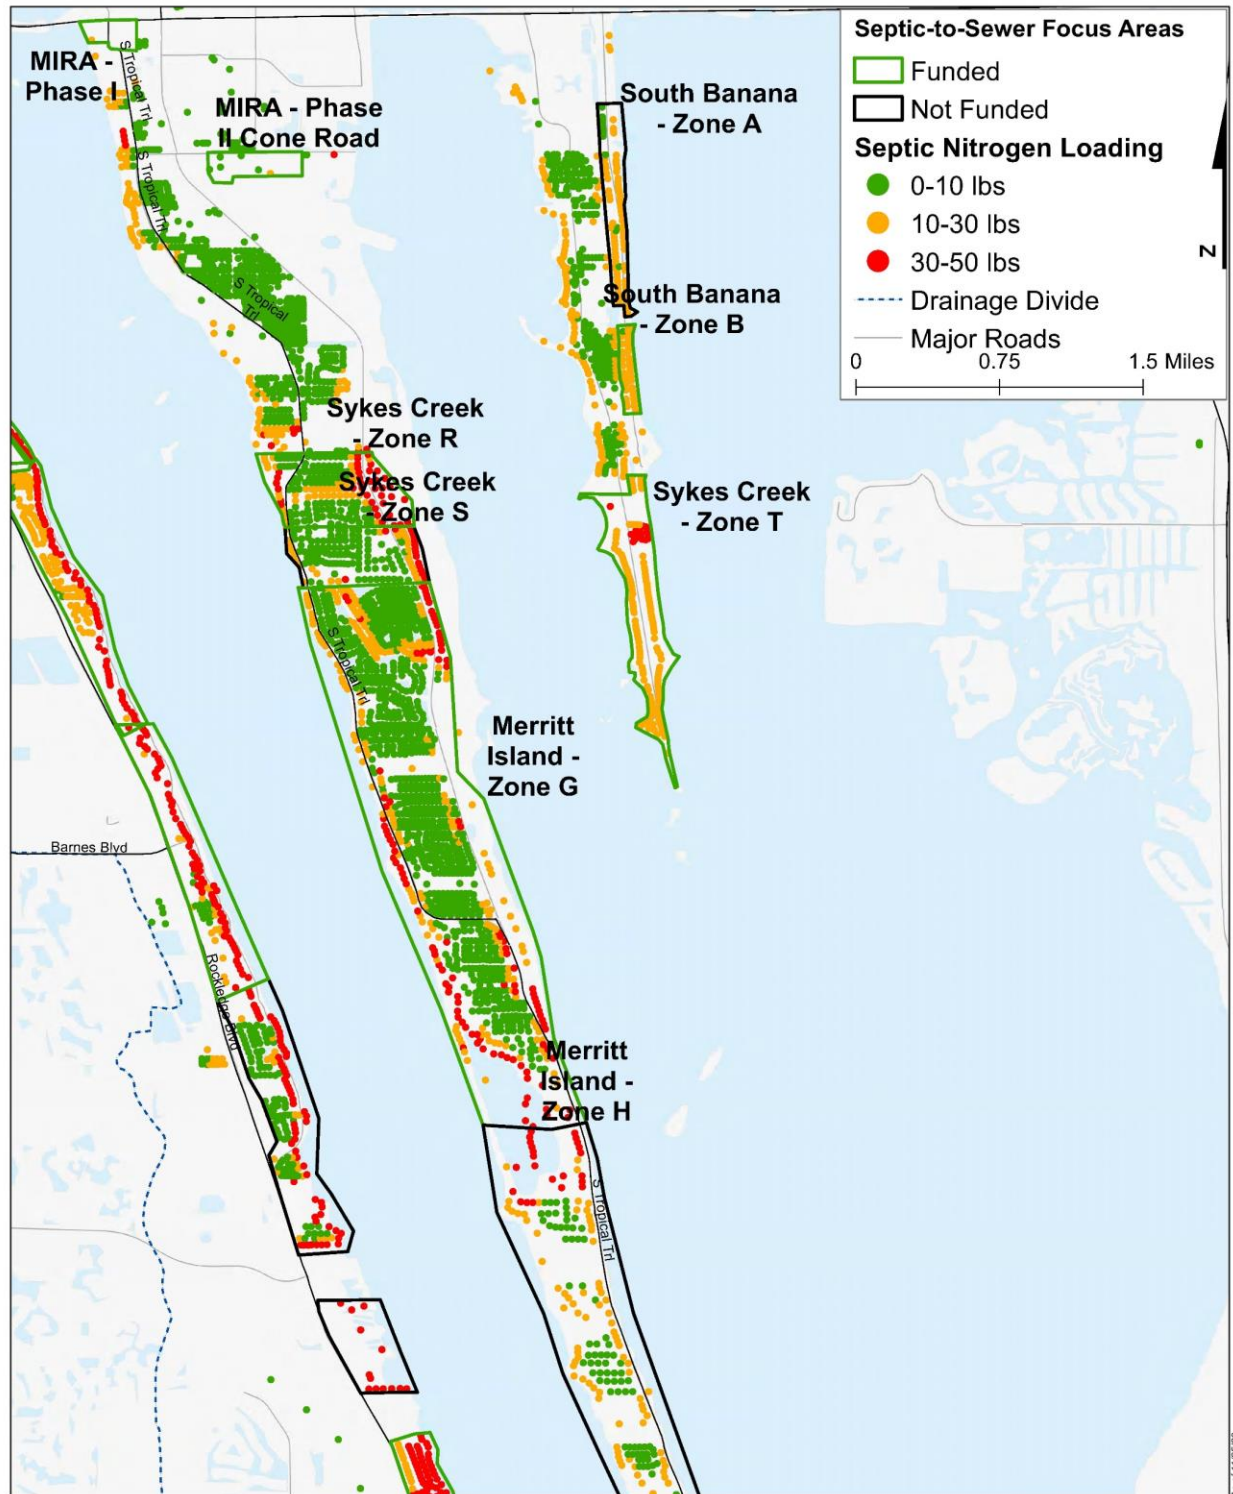 MIRA -
Phase I
S Tropical Trl
S Tropical Trl
MIRA - Phase
II Cone Road
South Banana
- Zone A
Septic-to-Sewer Focus Areas
Funded
Not Funded
Septic Nitrogen Loading
0-10 lbs
10-30 lbs
30-50 lbs
Drainage Divide
Major Roads
0 0.75 1.5 Miles
N
S Tropical
Trl
South Banana
- Zone B
Sykes Creek
- Zone R
Sykes Creek
- Zone S
Sykes Creek
- Zone T
S Tropical Trl
Merritt
Island -
Zone G
Barnes Blvd
Rockledge Blvd
Merritt
Island -
Zone H
S Tropical Trl